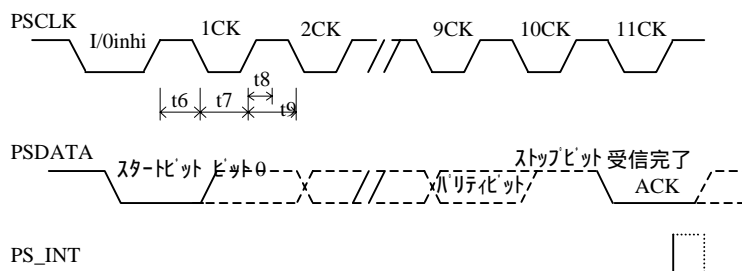 PSCLK
I/0inhi 1CK 2CK 9CK 10CK 11CK
t8
t6 t7 t9
PSDATA
スタートビット ビット0 パリティビット ストップビット 受信完了
ACK
PS_INT